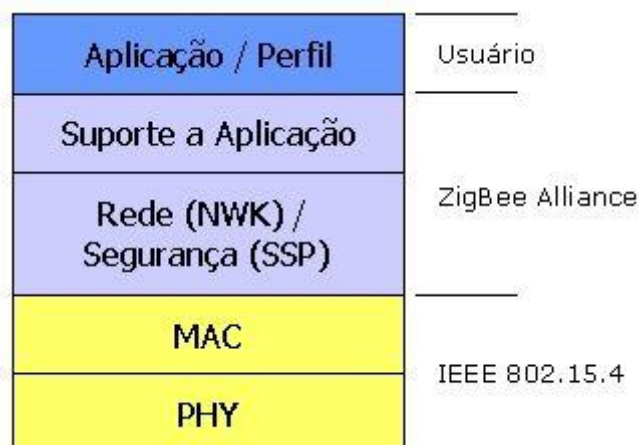 Aplicação / Perfil
Usuário
Suporte a Aplicação
Rede (NWK) /
Segurança (SSP)
ZigBee Alliance
MAC
PHY
IEEE 802.15.4